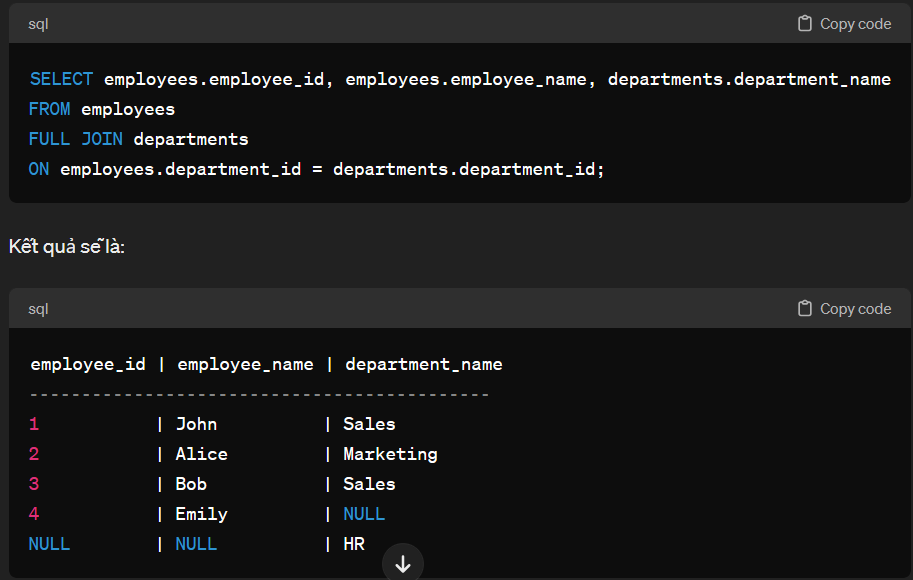 sql
Copy code
SELECT employees.employee_id, employees.employee_name, departments.department_name
FROM employees
FULL JOIN departments
ON employees.department_id = departments.department_id;
Kết quả sẽ là:
sql
Copy code
employee_id | employee_name | department_name
--------------------------------------------
1           | John          | Sales
2           | Alice         | Marketing
3           | Bob           | Sales
4           | Emily         | NULL
NULL        | NULL          | HR